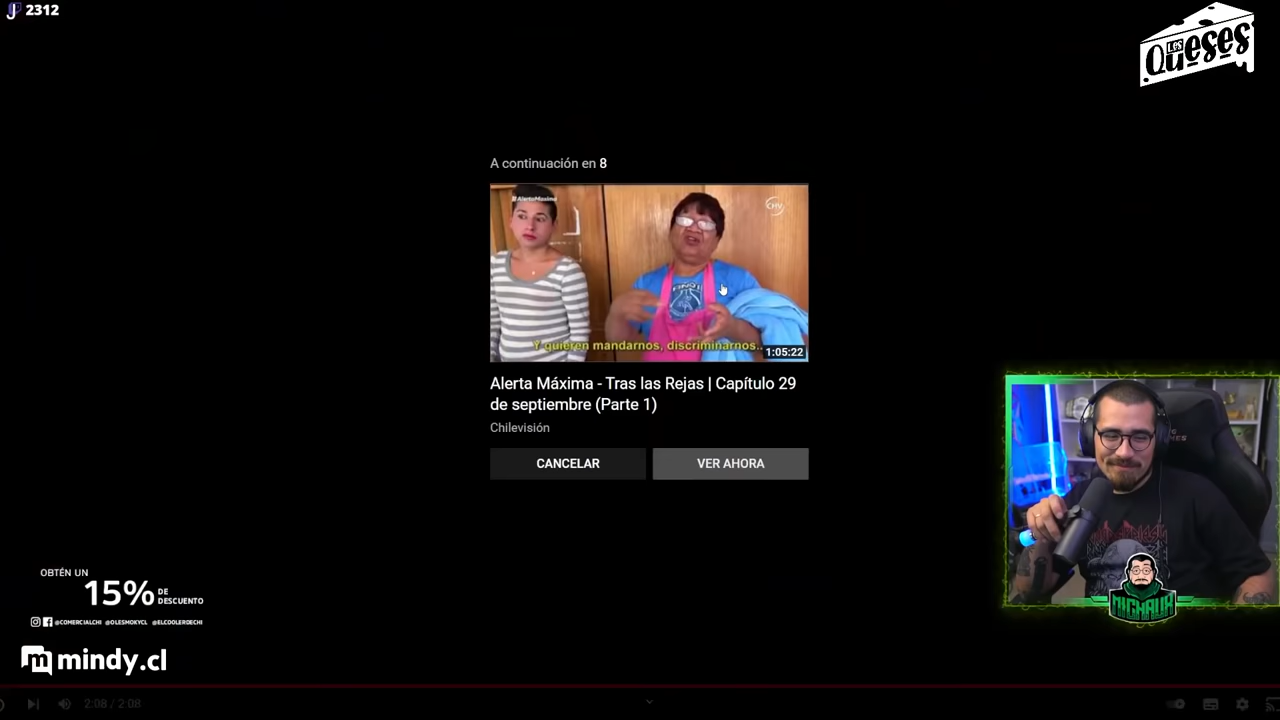 2312
Los
Queses
A continuación en 8
#AlertaMaxima
CHV
Y quieren mandarnos, discriminarnos...
1:05:22
Alerta Máxima - Tras las Rejas | Capítulo 29
de septiembre (Parte 1)
Chilevisión
CANCELAR
VER AHORA
OBTÉN UN
15% DE
DESCUENTO
@COMERCIALCHI @OLESMOKYCL @ELCOOLERDECHI
mindy.cl
2:08 / 2:08